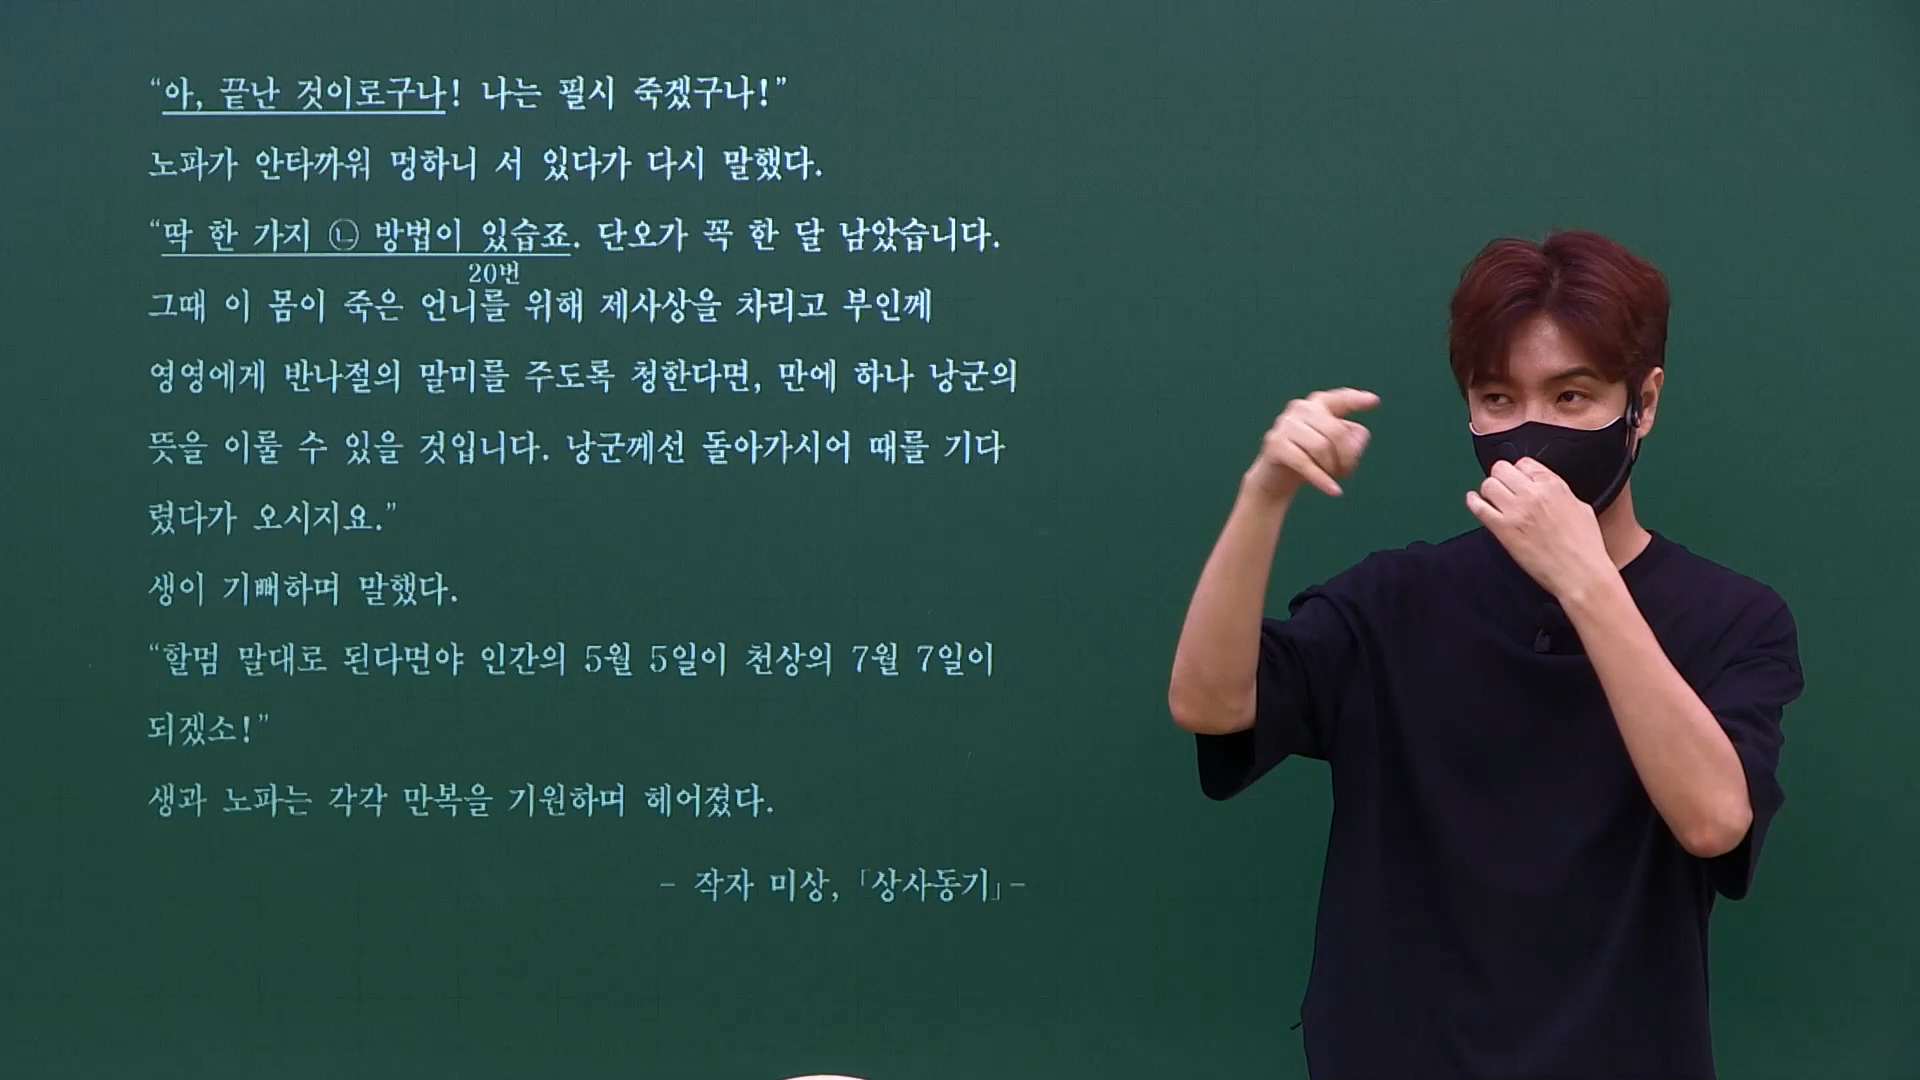 “아, 끝난 것이로구나! 나는 필시 죽겠구나!”
노파가 안타까워 멍하니 서 있다가 다시 말했다.
“딱 한 가지 ㉡ 방법이 있습죠. 단오가 꼭 한 달 남았습니다.
20번
그때 이 몸이 죽은 언니를 위해 제사상을 차리고 부인께
영영에게 반나절의 말미를 주도록 청한다면, 만에 하나 낭군의
뜻을 이룰 수 있을 것입니다. 낭군께선 돌아가시어 때를 기다
렸다가 오시지요.”
생이 기뻐하며 말했다.
“할멈 말대로 된다면야 인간의 5월 5일이 천상의 7월 7일이
되겠소!”
생과 노파는 각각 만복을 기원하며 헤어졌다.
- 작자 미상, 「상사동기」-